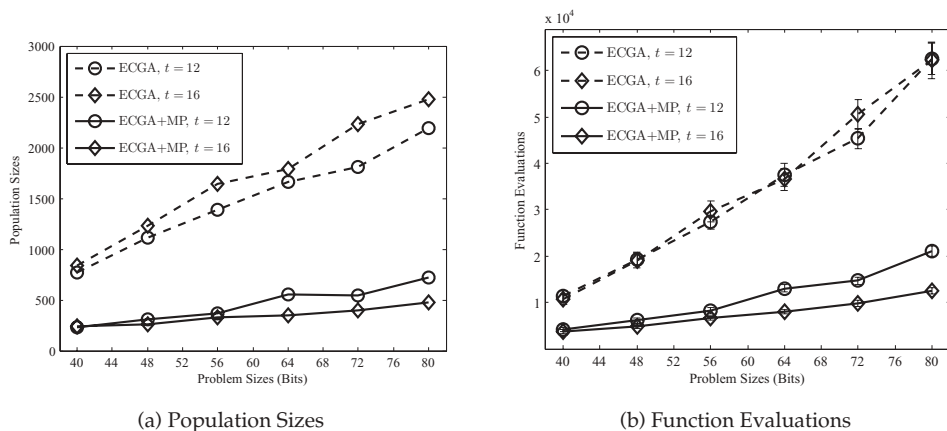 3000
2500
2000
1500
1000
500
0
Population Sizes
ECGA, t = 12
ECGA, t = 16
ECGA+MP, t = 12
ECGA+MP, t = 16
40 44 48 52 56 60 64 68 72 76 80
Problem Sizes (Bits)
(a) Population Sizes
x 10^4
6
5
4
3
2
1
Function Evaluations
ECGA, t = 12
ECGA, t = 16
ECGA+MP, t = 12
ECGA+MP, t = 16
40 44 48 52 56 60 64 68 72 76 80
Problem Sizes (Bits)
(b) Function Evaluations